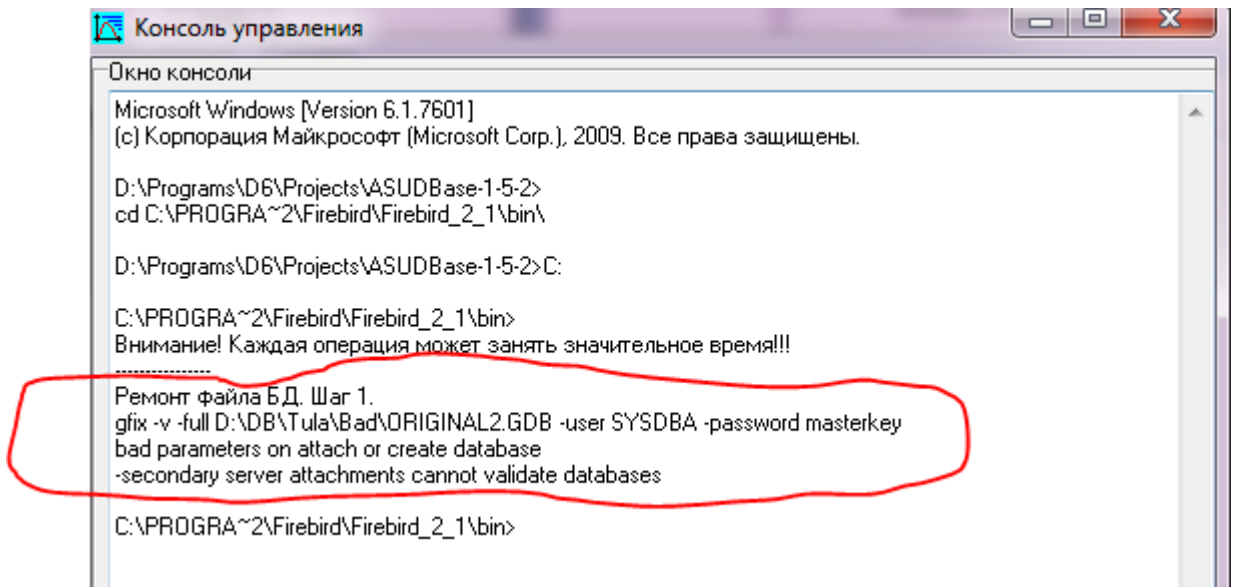 Консоль управления
Окно консоли
Microsoft Windows [Version 6.1.7601]
(c) Корпорация Майкрософт (Microsoft Corp.), 2009. Все права защищены.
D:\Programs\D6\Projects\ASUDBase-1-5-2>
cd C:\PROGRA~2\Firebird\Firebird_2_1\bin\
D:\Programs\D6\Projects\ASUDBase-1-5-2>C:
C:\PROGRA~2\Firebird\Firebird_2_1\bin>
Внимание! Каждая операция может занять значительное время!!!
----------------
Ремонт файла БД. Шаг 1.
gfix -v -full D:\DB\Tula\Bad\ORIGINAL2.GDB -user SYSDBA -password masterkey
bad parameters on attach or create database
-secondary server attachments cannot validate databases
C:\PROGRA~2\Firebird\Firebird_2_1\bin>